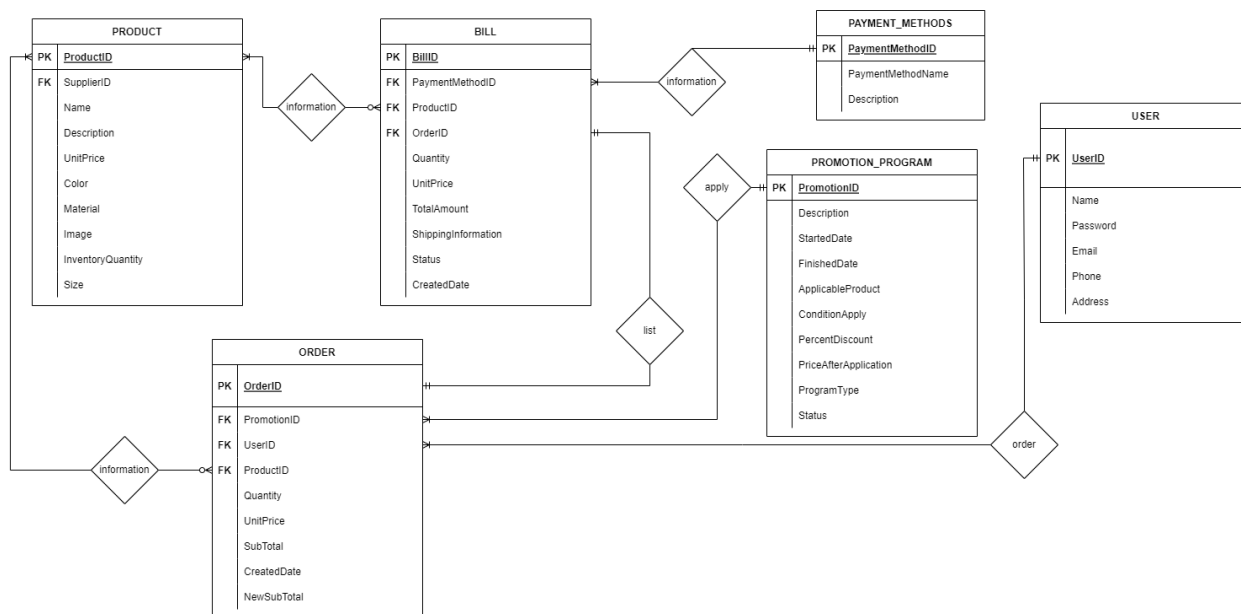 PRODUCT
PK ProductID
FK SupplierID
Name
Description
UnitPrice
Color
Material
Image
InventoryQuantity
Size
information
BILL
PK BillID
FK PaymentMethodID
FK ProductID
FK OrderID
Quantity
UnitPrice
TotalAmount
ShippingInformation
Status
CreatedDate
information
PAYMENT_METHODS
PK PaymentMethodID
PaymentMethodName
Description
apply
PROMOTION_PROGRAM
PK PromotionID
Description
StartedDate
FinishedDate
ApplicableProduct
ConditionApply
PercentDiscount
PriceAfterApplication
ProgramType
Status
USER
PK UserID
Name
Password
Email
Phone
Address
list
order
information
ORDER
PK OrderID
FK PromotionID
FK UserID
FK ProductID
Quantity
UnitPrice
SubTotal
CreatedDate
NewSubTotal